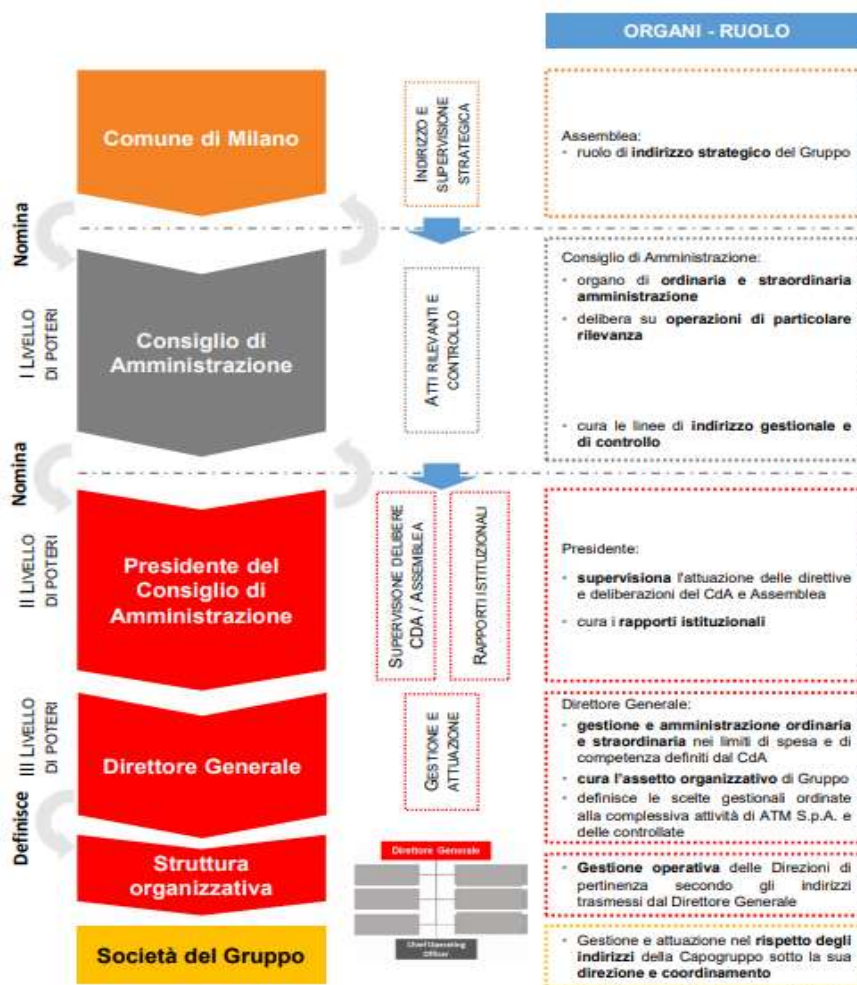 ORGANI - RUOLO
Comune di Milano
INDIRIZZO E
SUPERVISIONE
STRATEGICA
Assemblea:
• ruolo di indirizzo strategico del Gruppo
Nomina
I LIVELLO
DI POTERI
Consiglio di
Amministrazione
ATTI RILEVANTI E
CONTROLLO
Consiglio di Amministrazione:
• organo di ordinaria e straordinaria
amministrazione
• delibera su operazioni di particolare
rilevanza
• cura le linee di indirizzo gestionale e
di controllo
Nomina
II LIVELLO
DI POTERI
Presidente del
Consiglio di
Amministrazione
SUPERVISIONE DELIBERE
CDA / ASSEMBLEA
RAPPORTI ISTITUZIONALI
Presidente:
• supervisiona l'attuazione delle direttive
e deliberazioni del CdA e Assemblea
• cura i rapporti istituzionali
III LIVELLO
DI POTERI
Direttore Generale
GESTIONE E
ATTUAZIONE
Direttore Generale:
• gestione e amministrazione ordinaria
e straordinaria nei limiti di spesa e di
competenza definiti dal CdA
• cura l'assetto organizzativo di Gruppo
• definisce le scelte gestionali ordinate
alla complessiva attività di ATM S.p.A. e
delle controllate
Definisce
Struttura
organizzativa
Direttore Generale
Chief Operating
Officer
• Gestione operativa delle Direzioni di
pertinenza secondo gli indirizzi
trasmessi dal Direttore Generale
Società del Gruppo
• Gestione e attuazione nel rispetto degli
indirizzi della Capogruppo sotto la sua
direzione e coordinamento